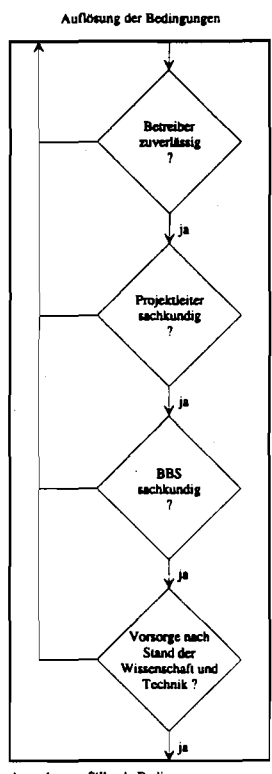 Auflösung der Bedingungen
Betreiber
zuverlässig
?
ja
Projektleiter
sachkundig
?
ja
BBS
sachkundig
?
ja
Vorsorge nach
Stand der
Wissenschaft und
Technik ?
ja